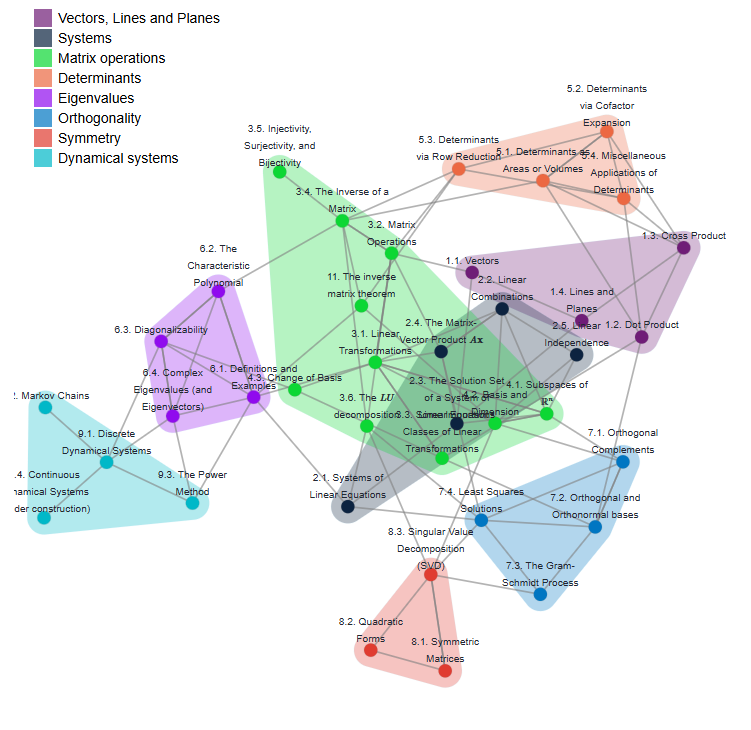 Vectors, Lines and Planes
Systems
Matrix operations
Determinants
Eigenvalues
Orthogonality
Symmetry
Dynamical systems
5.2. Determinants
via Cofactor
Expansion
3.5. Injectivity,
Surjectivity, and
Bijectivity
5.3. Determinants
via Row Reduction
5.1. Determinants as
Areas or Volumes
5.4. Miscellaneous
Applications of
Determinants
3.4. The Inverse of a
Matrix
3.2. Matrix
Operations
1.3. Cross Product
6.2. The
Characteristic
Polynomial
1.1. Vectors
2.2. Linear
Combinations
11. The inverse
matrix theorem
1.4. Lines and
Planes
1.2. Dot Product
2.5. Linear
Independence
2.4. The Matrix-
Vector Product Ax
6.3. Diagonalizability
3.1. Linear
Transformations
6.4. Complex
Eigenvalues (and
Eigenvectors)
6.1. Definitions and
Examples
4.3. Change of Basis
2.3. The Solution Set
of a System of
Linear Equations
4.1. Subspaces of
ℝⁿ
4.2. Basis and
Dimension
3.6. The LU
decomposition
3.3.
Classes of Linear
Transformations
. Markov Chains
9.1. Discrete
Dynamical Systems
7.1. Orthogonal
Complements
.4. Continuous
namical Systems
der construction)
9.3. The Power
Method
2.1. Systems of
Linear Equations
7.4. Least Squares
Solutions
7.2. Orthogonal and
Orthonormal bases
8.3. Singular Value
Decomposition
(SVD)
7.3. The Gram-
Schmidt Process
8.2. Quadratic
Forms
8.1. Symmetric
Matrices